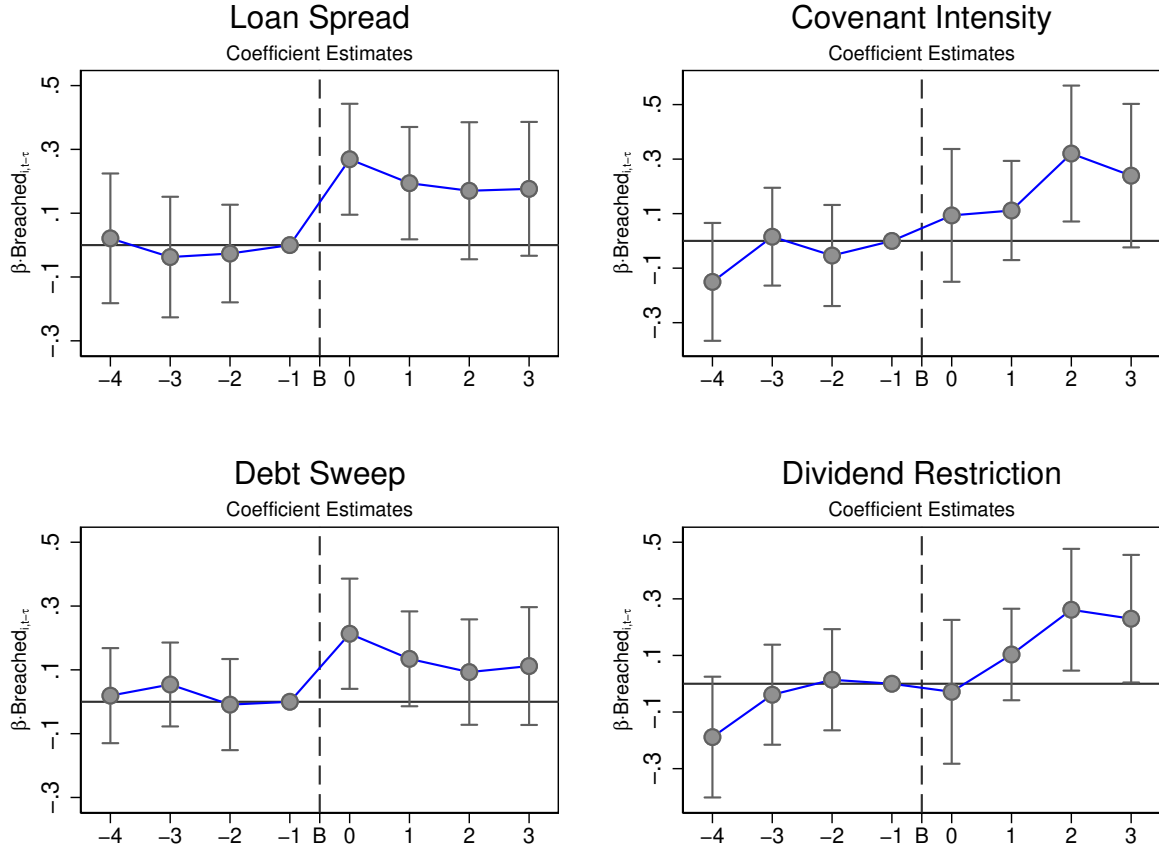 Loan Spread
Coefficient Estimates
β·Breached_{i,t−τ}
.5
.3
.1
−.1
−.3
−4 −3 −2 −1 B 0 1 2 3
Covenant Intensity
Coefficient Estimates
β·Breached_{i,t−τ}
.5
.3
.1
−.1
−.3
−4 −3 −2 −1 B 0 1 2 3
Debt Sweep
Coefficient Estimates
β·Breached_{i,t−τ}
.5
.3
.1
−.1
−.3
−4 −3 −2 −1 B 0 1 2 3
Dividend Restriction
Coefficient Estimates
β·Breached_{i,t−τ}
.5
.3
.1
−.1
−.3
−4 −3 −2 −1 B 0 1 2 3